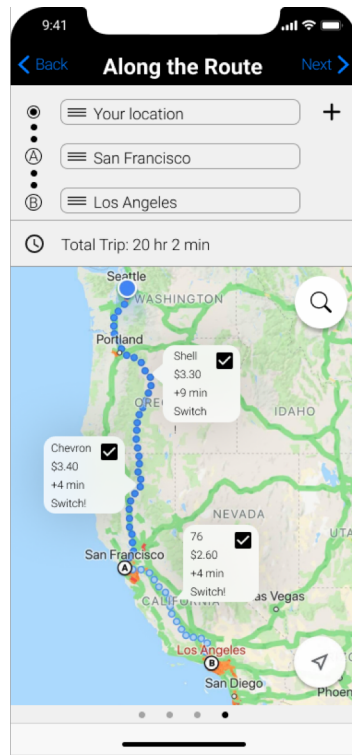 9:41
Back
Along the Route
Next
Your location
A
San Francisco
B
Los Angeles
Total Trip: 20 hr 2 min
Seattle
WASHINGTON
Portland
Shell
$3.30
+9 min
Switch
!
IDAHO
Chevron
$3.40
+4 min
Switch!
NEVADA
76
$2.60
+4 min
Switch!
San Francisco
A
CALIFORNIA
as Vegas
Los Angeles
B
San Diego
Phoen